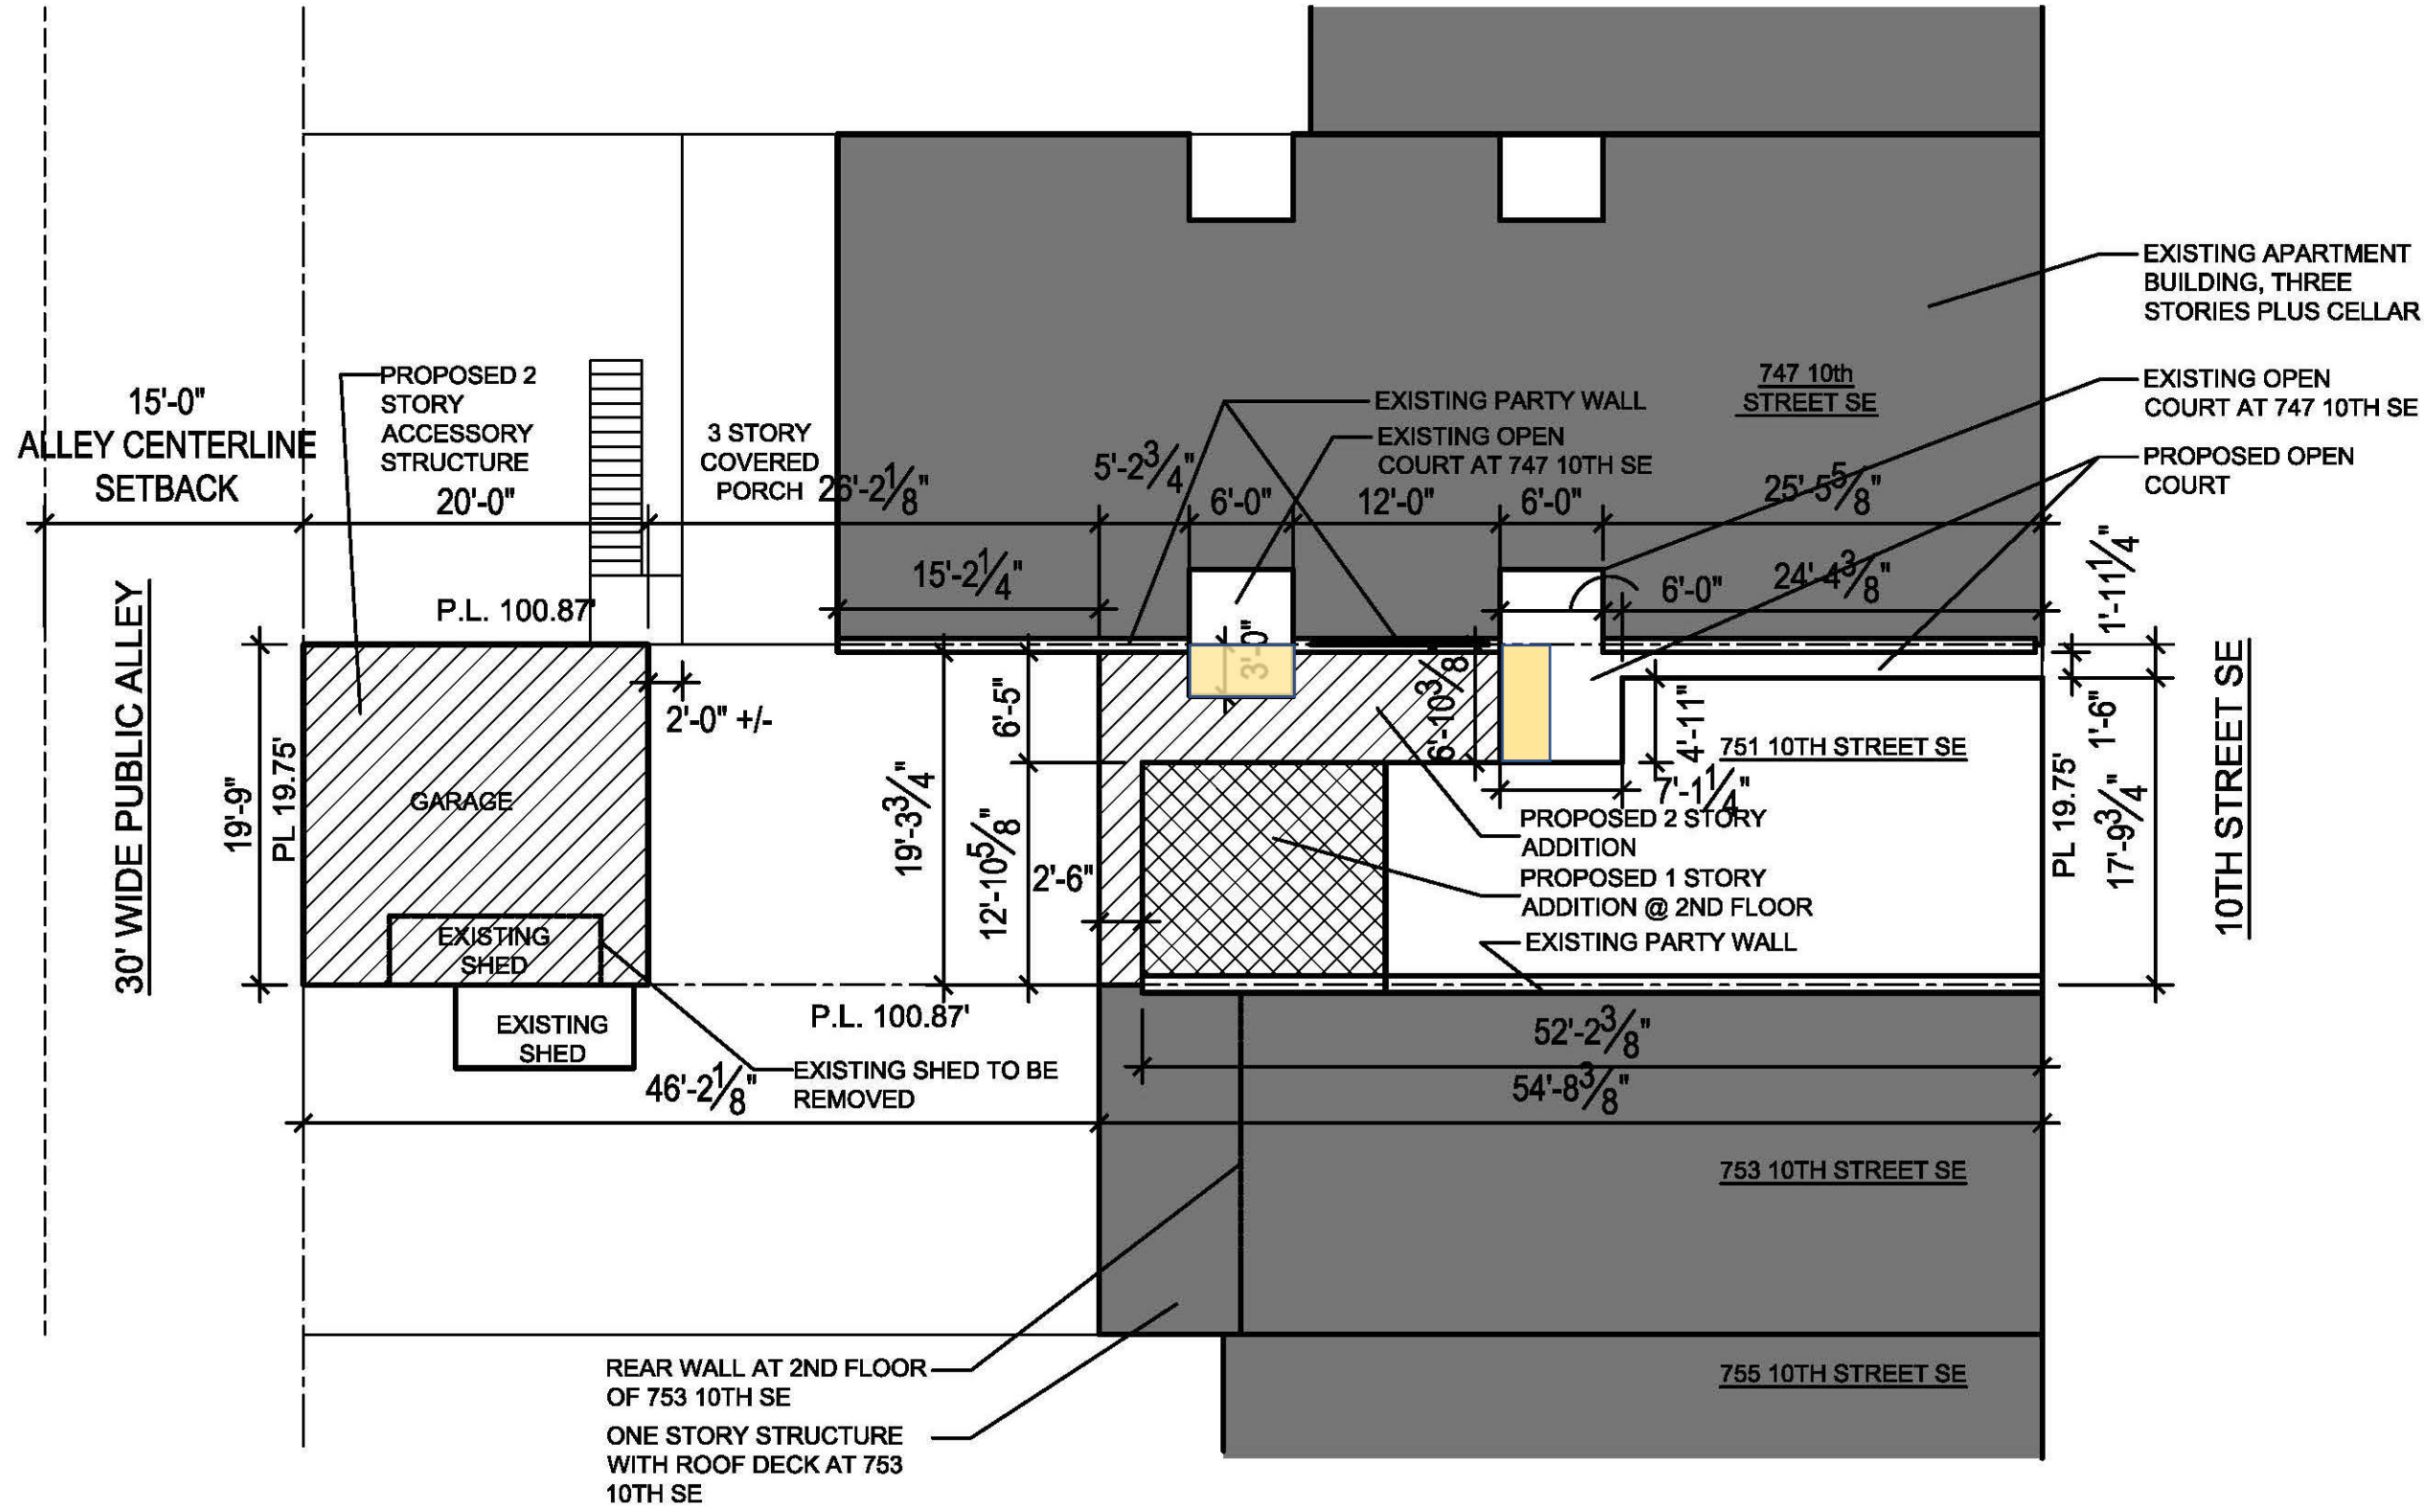 EXISTING APARTMENT
BUILDING, THREE
STORIES PLUS CELLAR
747 10th
STREET SE
EXISTING OPEN
COURT AT 747 10TH SE
PROPOSED OPEN
COURT
PROPOSED 2
STORY
ACCESSORY
STRUCTURE
20'-0"
15'-0"
ALLEY CENTERLINE
SETBACK
3 STORY
COVERED
PORCH
26'-2 1/8"
EXISTING PARTY WALL
EXISTING OPEN
COURT AT 747 10TH SE
5'-2 3/4"
6'-0"
12'-0"
6'-0"
25'-5 5/8"
15'-2 1/4"
6'-0"
24'-4 3/8"
1'-11 1/4"
P.L. 100.87'
30' WIDE PUBLIC ALLEY
19'-9"
PL 19.75'
GARAGE
EXISTING
SHED
EXISTING
SHED
2'-0" +/-
3'-0"
6'-5"
6'-10 3/8"
4'-11"
7'-1 1/4"
19'-3 3/4"
12'-10 5/8"
2'-6"
751 10TH STREET SE
PROPOSED 2 STORY
ADDITION
PROPOSED 1 STORY
ADDITION @ 2ND FLOOR
EXISTING PARTY WALL
PL 19.75'
1'-6"
17'-9 3/4"
10TH STREET SE
P.L. 100.87'
EXISTING SHED TO BE
REMOVED
46'-2 1/8"
52'-2 3/8"
54'-8 3/8"
753 10TH STREET SE
REAR WALL AT 2ND FLOOR
OF 753 10TH SE
ONE STORY STRUCTURE
WITH ROOF DECK AT 753
10TH SE
755 10TH STREET SE